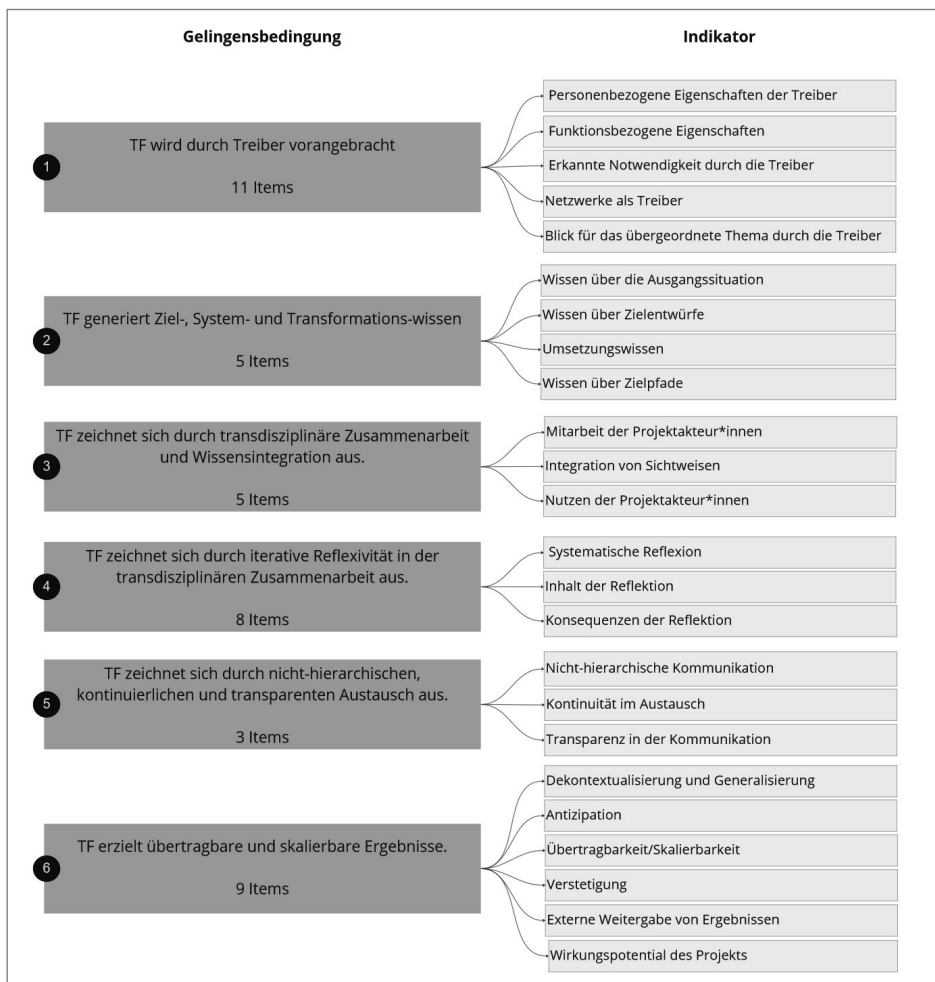 Gelingensbedingung
Indikator
1
TF wird durch Treiber vorangebracht
11 Items
Personenbezogene Eigenschaften der Treiber
Funktionsbezogene Eigenschaften
Erkannte Notwendigkeit durch die Treiber
Netzwerke als Treiber
Blick für das übergeordnete Thema durch die Treiber
2
TF generiert Ziel-, System- und Transformations-wissen
5 Items
Wissen über die Ausgangssituation
Wissen über Zielentwürfe
Umsetzungswissen
Wissen über Zielpfade
3
TF zeichnet sich durch transdisziplinäre Zusammenarbeit
und Wissensintegration aus.
5 Items
Mitarbeit der Projektakteur*innen
Integration von Sichtweisen
Nutzen der Projektakteur*innen
4
TF zeichnet sich durch iterative Reflexivität in der
transdisziplinären Zusammenarbeit aus.
8 Items
Systematische Reflexion
Inhalt der Reflektion
Konsequenzen der Reflektion
5
TF zeichnet sich durch nicht-hierarchischen,
kontinuierlichen und transparenten Austausch aus.
3 Items
Nicht-hierarchische Kommunikation
Kontinuität im Austausch
Transparenz in der Kommunikation
6
TF erzielt übertragbare und skalierbare Ergebnisse.
9 Items
Dekontextualisierung und Generalisierung
Antizipation
Übertragbarkeit/Skalierbarkeit
Verstetigung
Externe Weitergabe von Ergebnissen
Wirkungspotential des Projekts